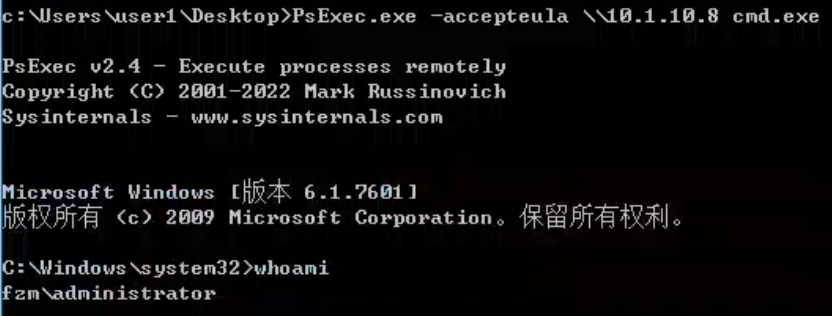 c:\Users\user1\Desktop>PsExec.exe -accepteula \\10.1.10.8 cmd.exe
PsExec v2.4 - Execute processes remotely
Copyright (C) 2001-2022 Mark Russinovich
Sysinternals - www.sysinternals.com
Microsoft Windows [版本 6.1.7601]
版权所有 (c) 2009 Microsoft Corporation。保留所有权利。
C:\Windows\system32>whoami
fzm\administrator